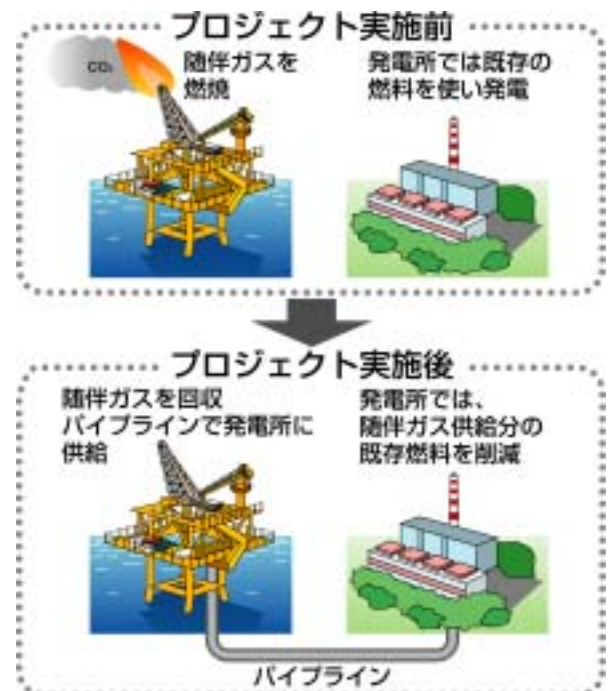 プロジェクト実施前
CO₂
随伴ガスを
燃焼
発電所では既存の
燃料を使い発電
プロジェクト実施後
随伴ガスを回収
パイプラインで発電所に
供給
発電所では、
随伴ガス供給分の
既存燃料を削減
パイプライン